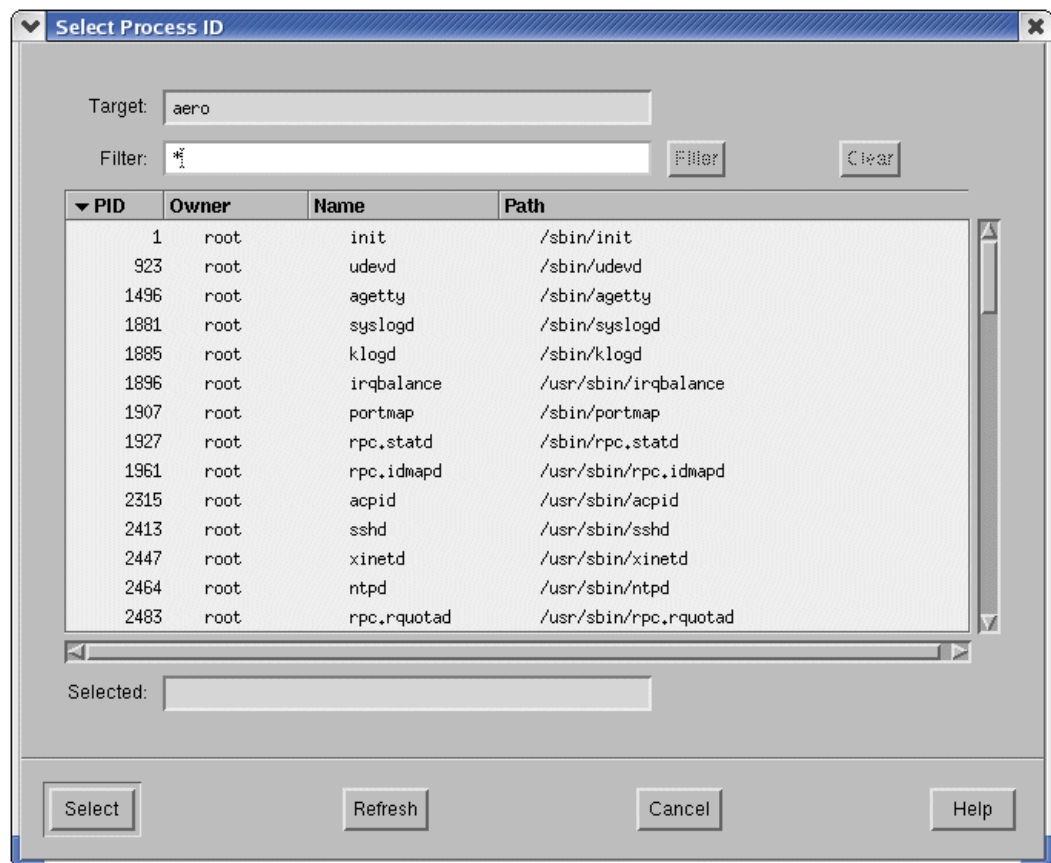 Select Process ID
Target: aero
Filter: * Filter Clear
PID Owner Name Path
1 root init /sbin/init
923 root udevd /sbin/udevd
1496 root agetty /sbin/agetty
1881 root syslogd /sbin/syslogd
1885 root klogd /sbin/klogd
1896 root irqbalance /usr/sbin/irqbalance
1907 root portmap /sbin/portmap
1927 root rpc.statd /sbin/rpc.statd
1961 root rpc.idmapd /usr/sbin/rpc.idmapd
2315 root acpid /usr/sbin/acpid
2413 root sshd /usr/sbin/sshd
2447 root xinetd /usr/sbin/xinetd
2464 root ntpd /usr/sbin/ntpd
2483 root rpc.rquotad /usr/sbin/rpc.rquotad
Selected:
Select Refresh Cancel Help